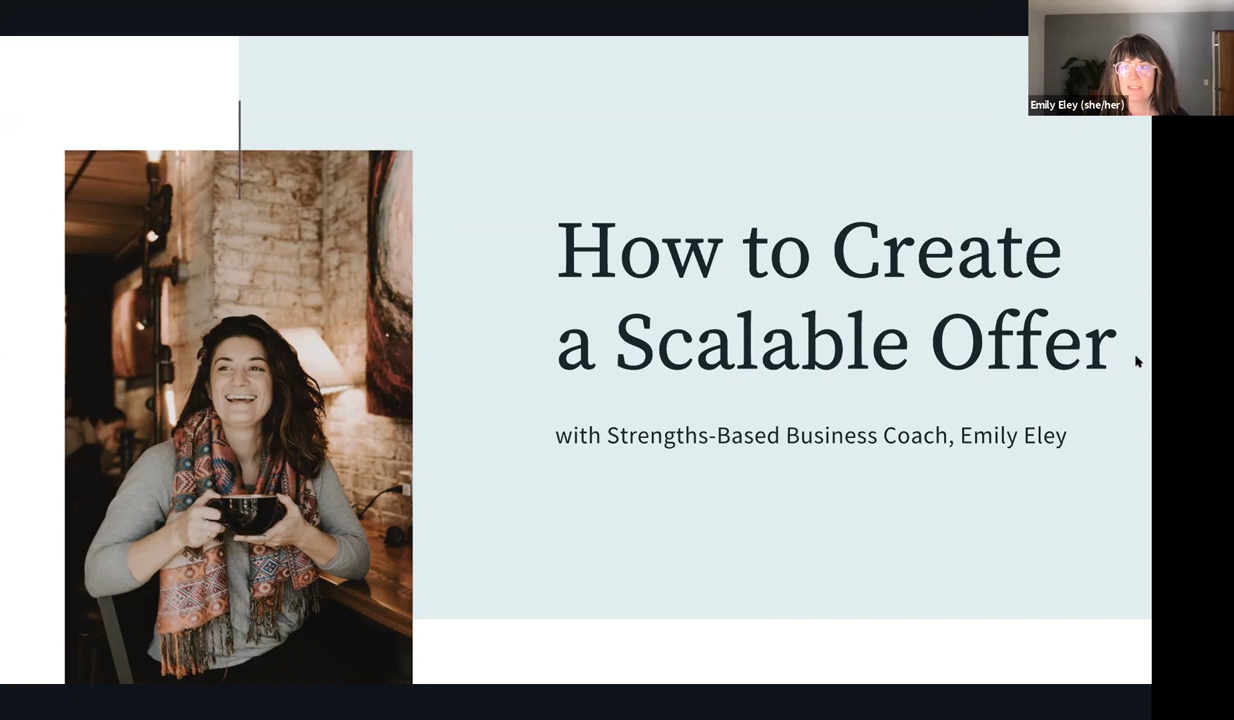 Emily Eley (she/her)
How to Create
a Scalable Offer
with Strengths-Based Business Coach, Emily Eley